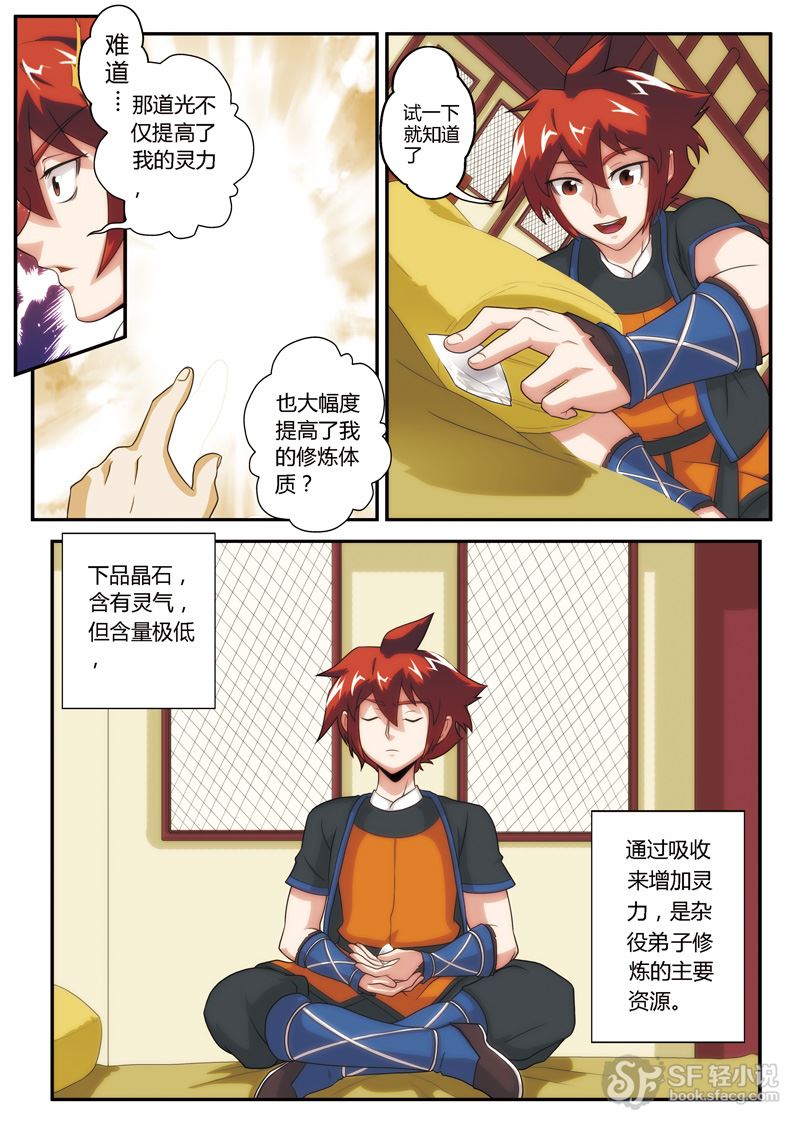 难道…
那道光不
仅提高了
我的灵力
，
也大幅度
提高了我
的修炼体
质？
试一下
就知道
了
下品晶石，
含有灵气，
但含量极低
，
通过吸收
来增加灵
力，是杂
役弟子修
炼的主要
资源。
SF SF轻小说
book.sfacg.com